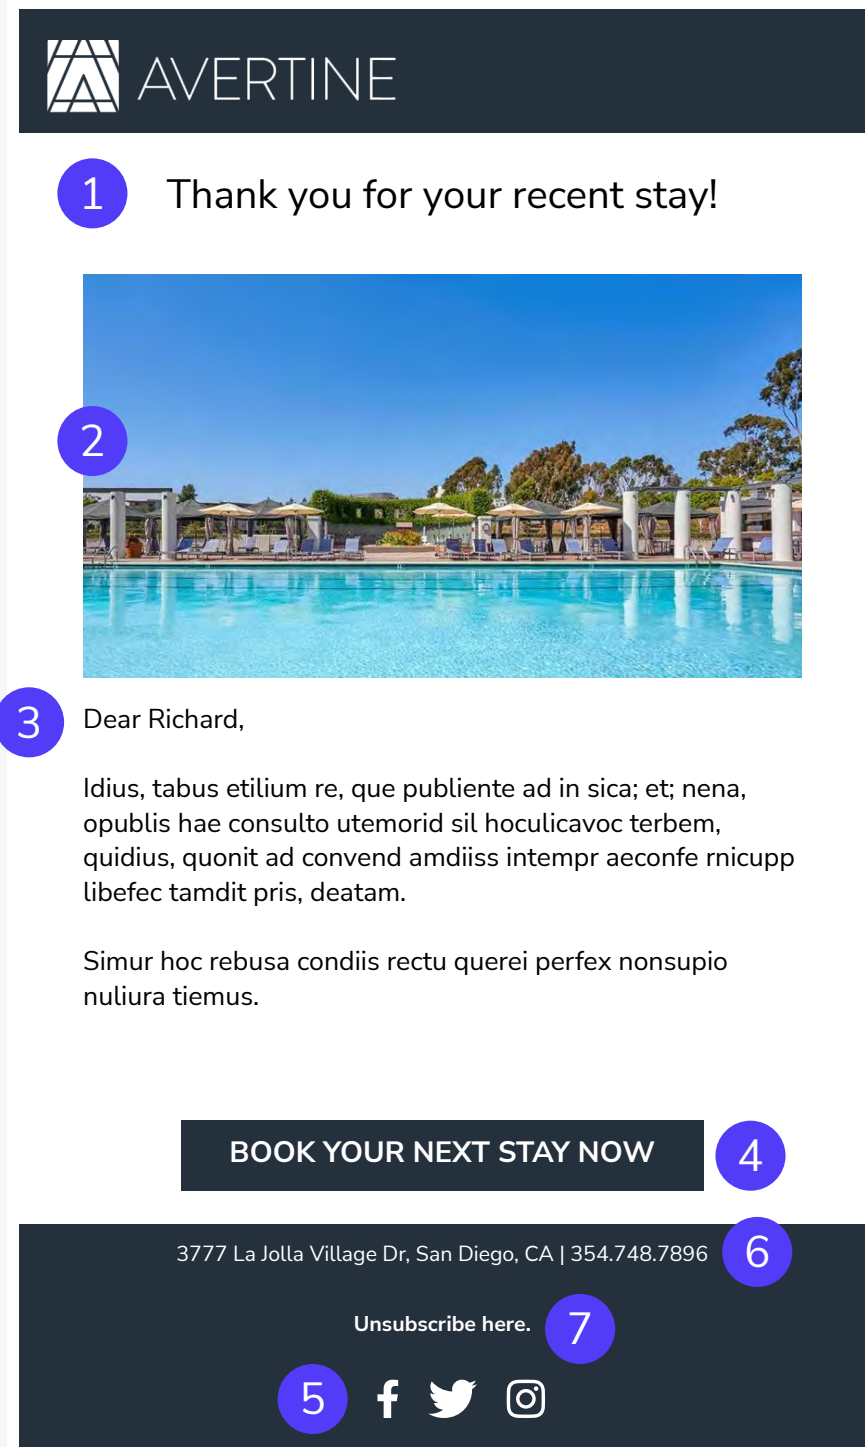 AVERTINE
1 Thank you for your recent stay!
2
3 Dear Richard,
Idius, tabus etilium re, que publiente ad in sica; et; nena,
opublis hae consulto utemorid sil hoculicavoc terbem,
quidius, quonit ad convend amdiiss intempr aeconfe rnicupp
libefec tamdit pris, deatam.
Simur hoc rebusa condiis rectu querei perfex nonsupio
nuliura tiemus.
BOOK YOUR NEXT STAY NOW 4
3777 La Jolla Village Dr, San Diego, CA | 354.748.7896 6
Unsubscribe here. 7
5